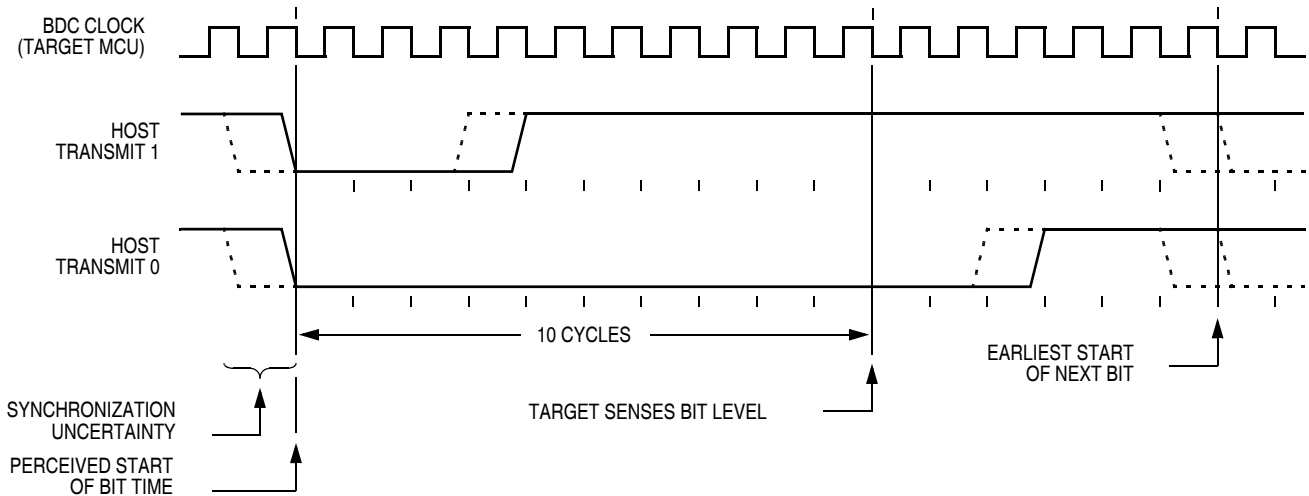 BDC CLOCK
(TARGET MCU)
HOST
TRANSMIT 1
HOST
TRANSMIT 0
10 CYCLES
EARLIEST START
OF NEXT BIT
SYNCHRONIZATION
UNCERTAINTY
TARGET SENSES BIT LEVEL
PERCEIVED START
OF BIT TIME